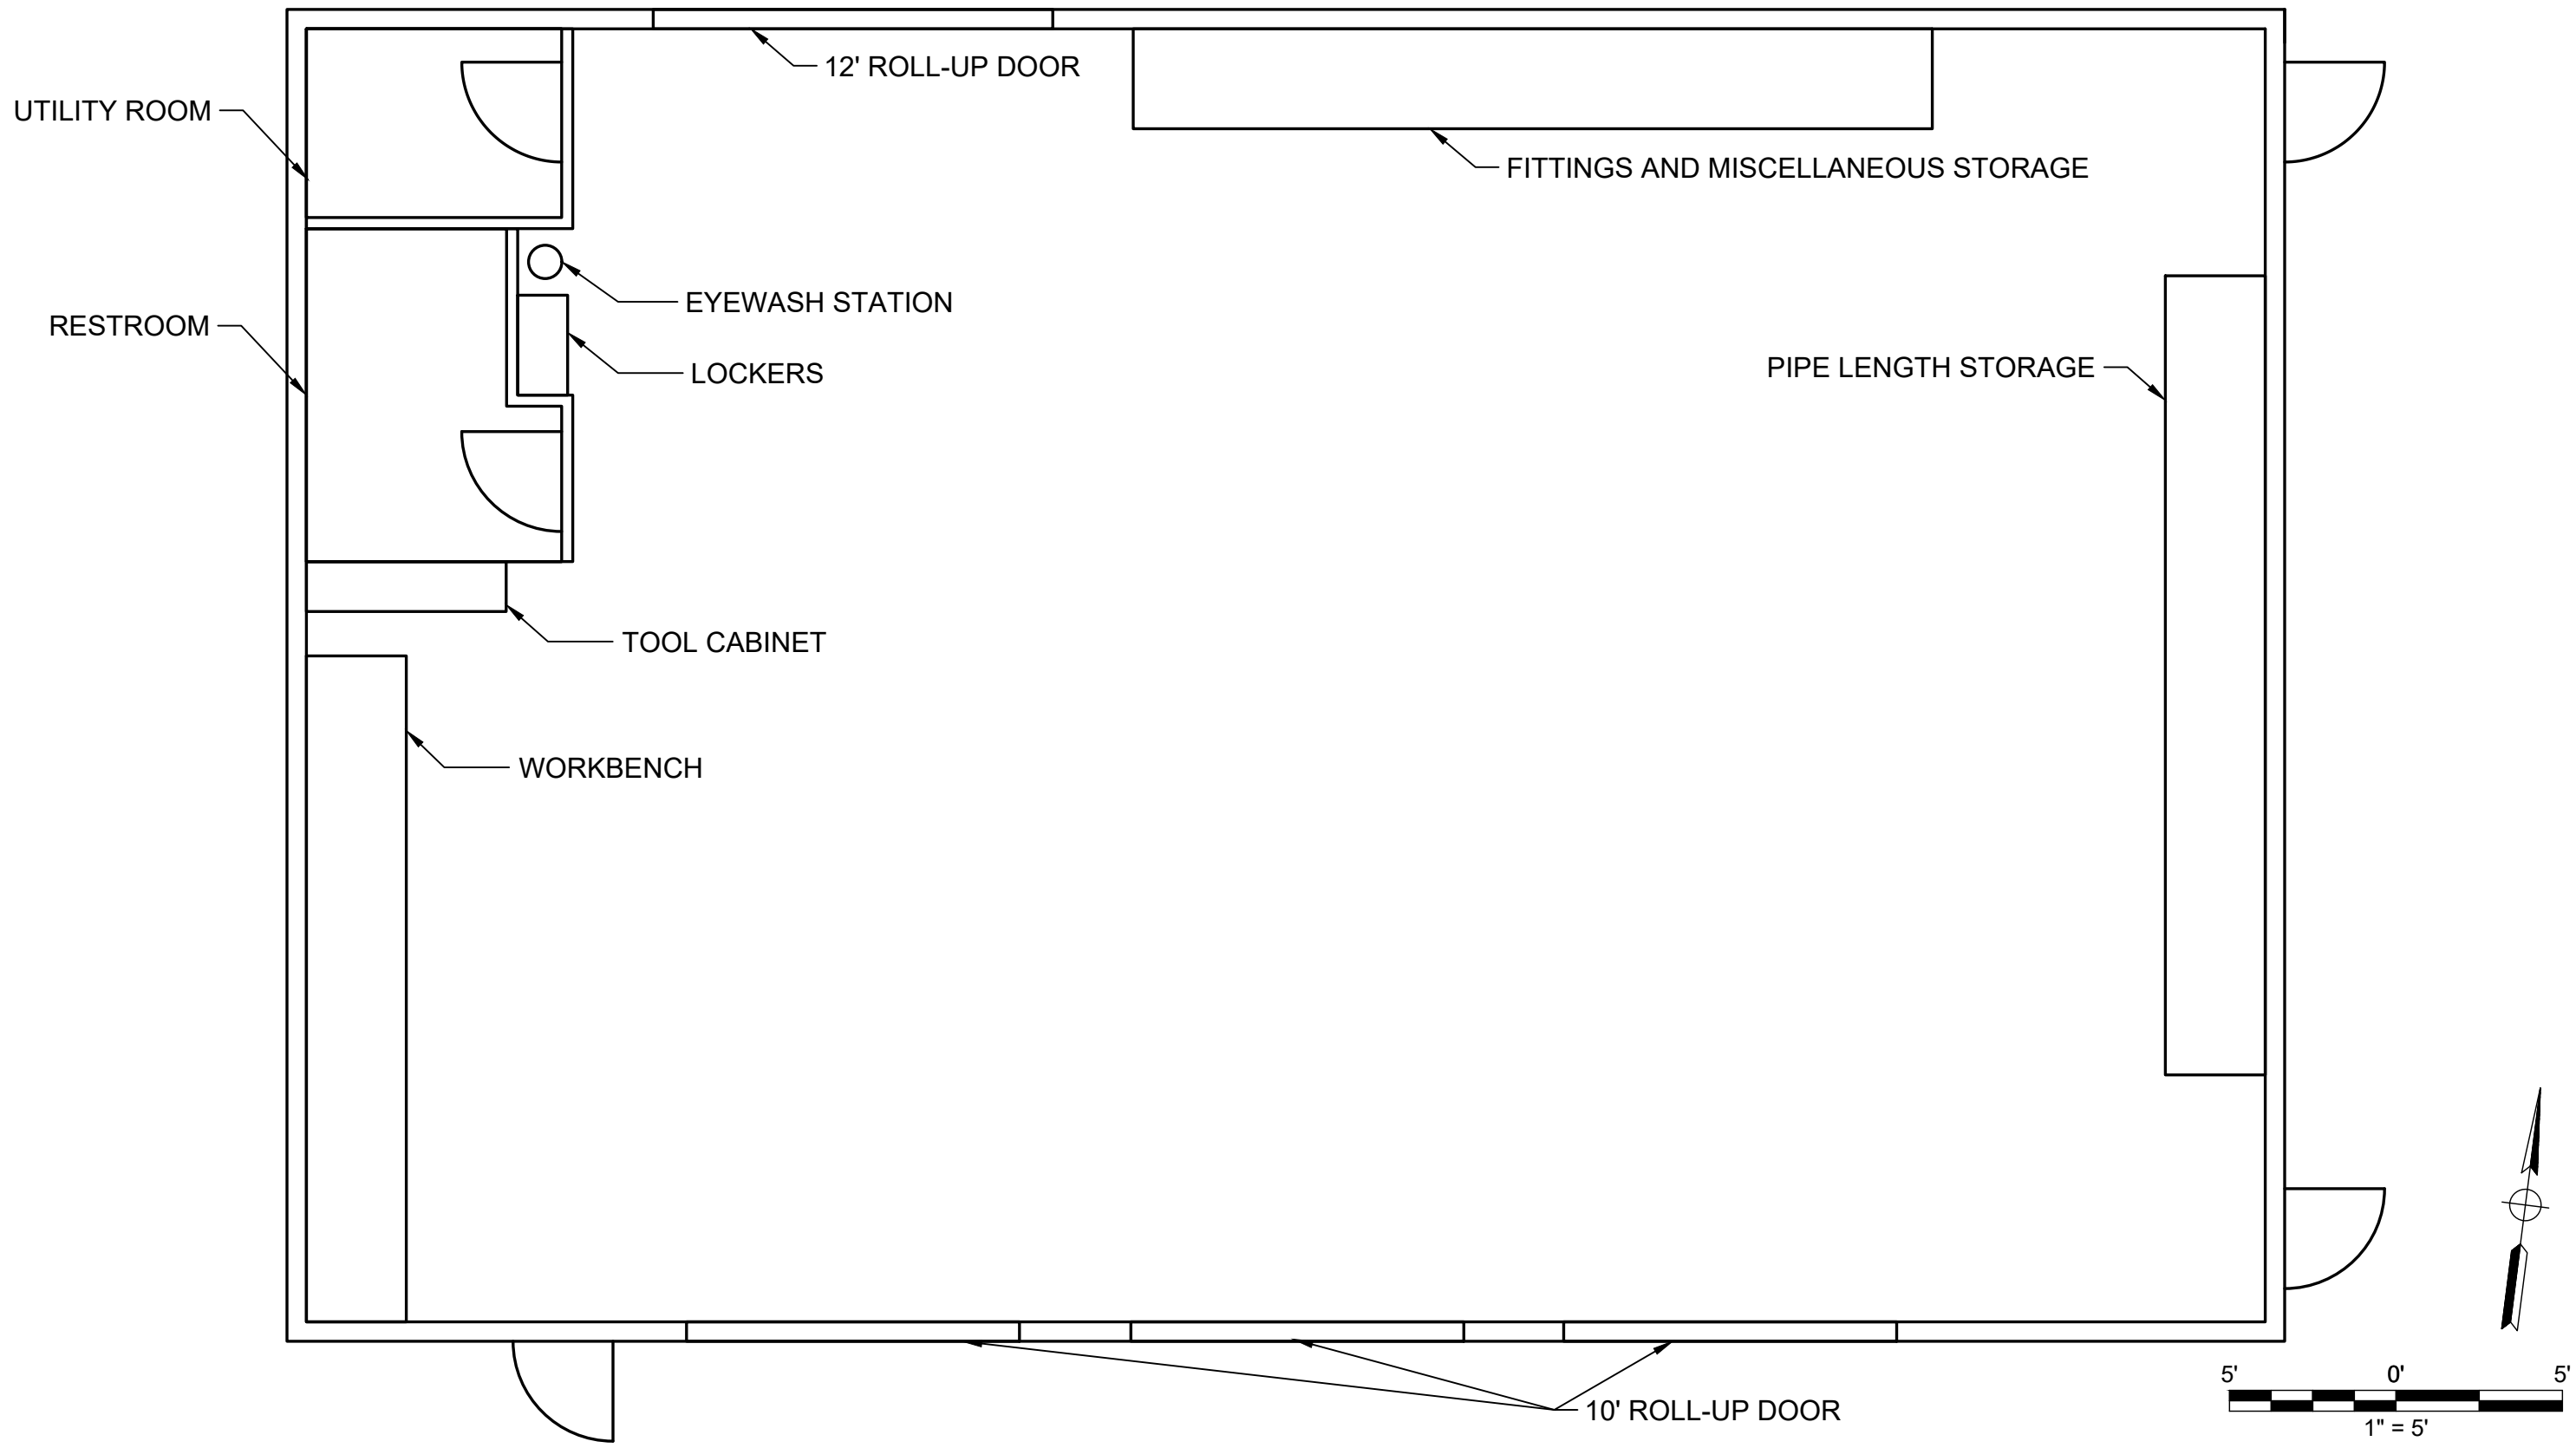 12' ROLL-UP DOOR
UTILITY ROOM
FITTINGS AND MISCELLANEOUS STORAGE
EYEWASH STATION
RESTROOM
PIPE LENGTH STORAGE
LOCKERS
TOOL CABINET
WORKBENCH
5' 0' 5'
10' ROLL-UP DOOR
1" = 5'